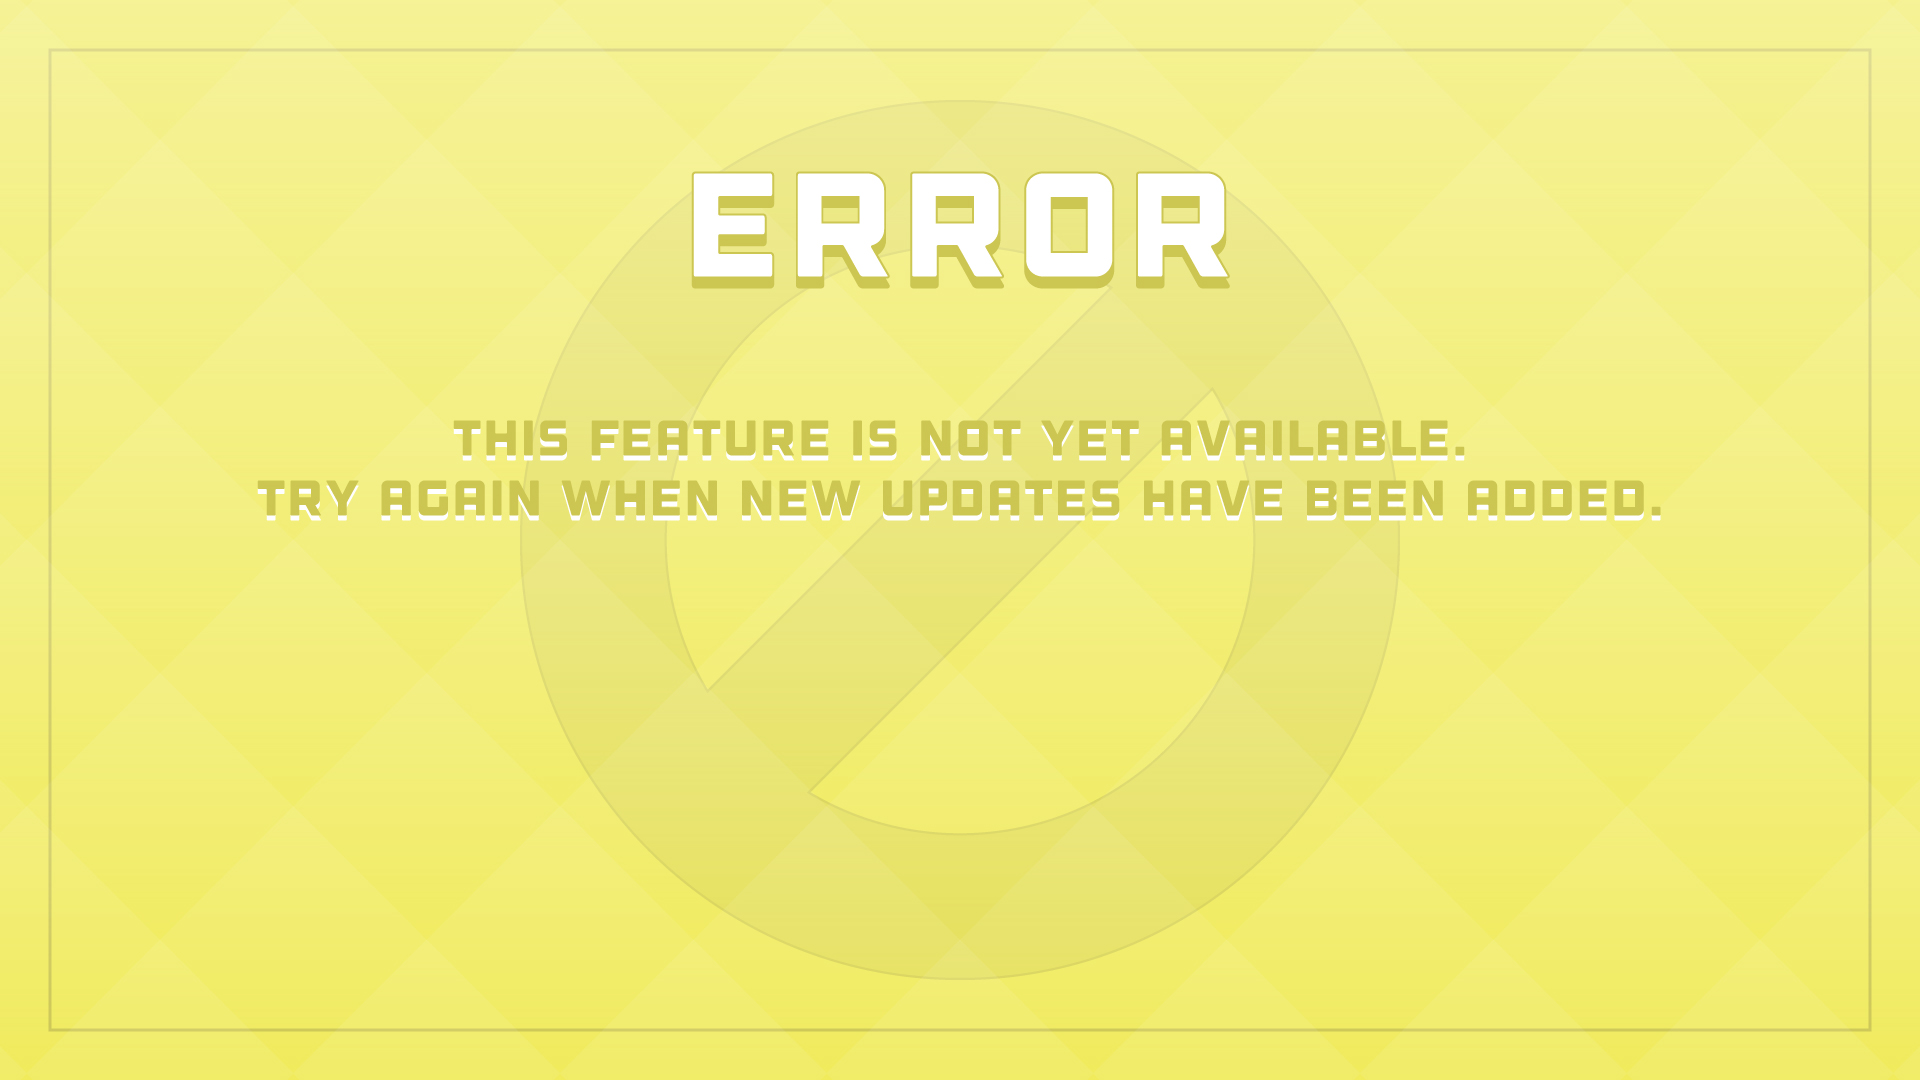 ERROR
THIS FEATURE IS NOT YET AVAILABLE.
TRY AGAIN WHEN NEW UPDATES HAVE BEEN ADDED.